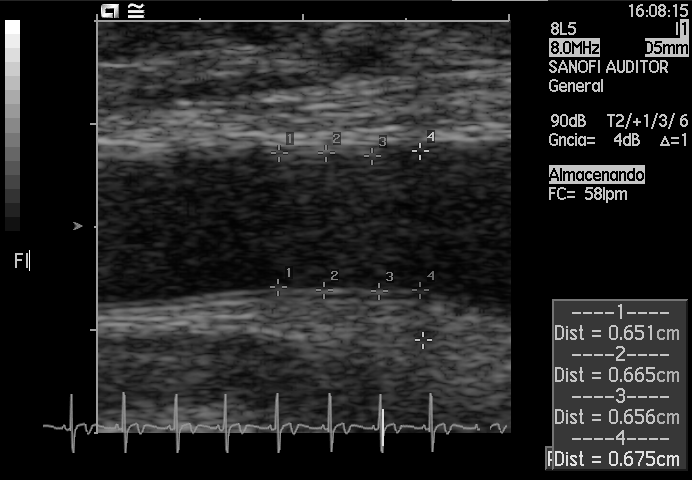 16:08:15
8L5 I1
8.0MHz D5mm
SANOFI AUDITOR
General
90dB T2/+1/3/ 6
Gncia= 4dB Δ=1
Almacenando
FC= 58lpm
1 2 3 4
FI
1 2 3 4
----1----
Dist = 0.651cm
----2----
Dist = 0.665cm
----3----
Dist = 0.656cm
----4----
Dist = 0.675cm